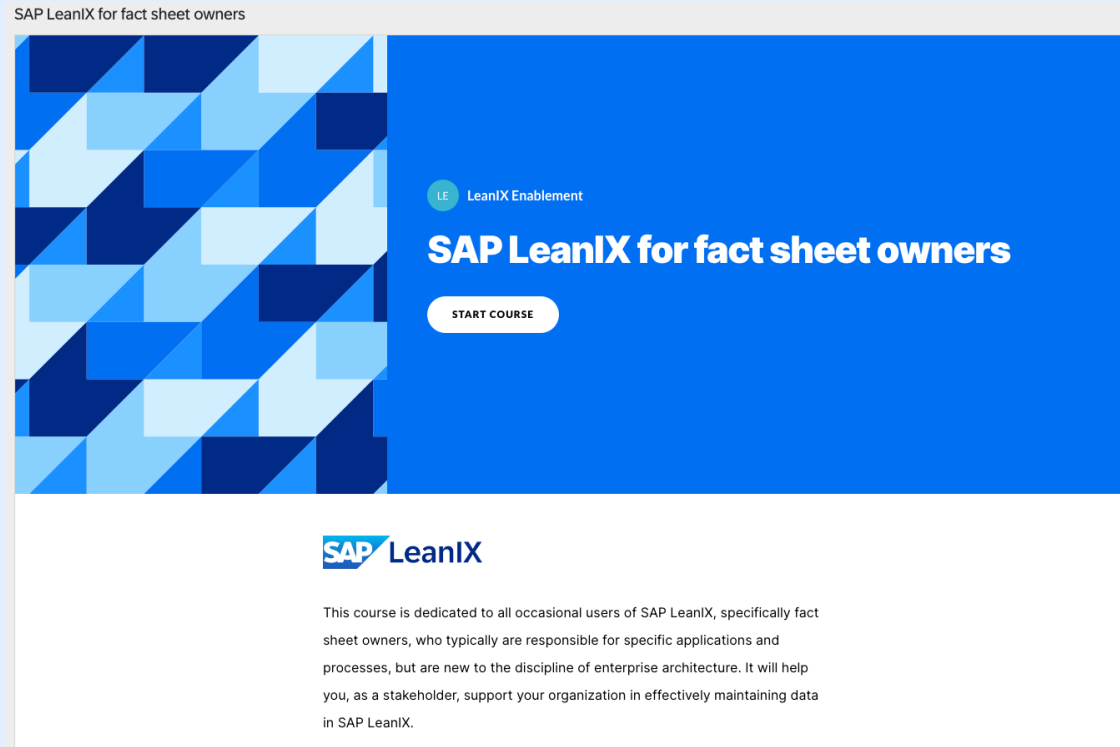 SAP LeanIX for fact sheet owners
LE LeanIX Enablement
SAP LeanIX for fact sheet owners
START COURSE
SAP LeanIX
This course is dedicated to all occasional users of SAP LeanIX, specifically fact
sheet owners, who typically are responsible for specific applications and
processes, but are new to the discipline of enterprise architecture. It will help
you, as a stakeholder, support your organization in effectively maintaining data
in SAP LeanIX.